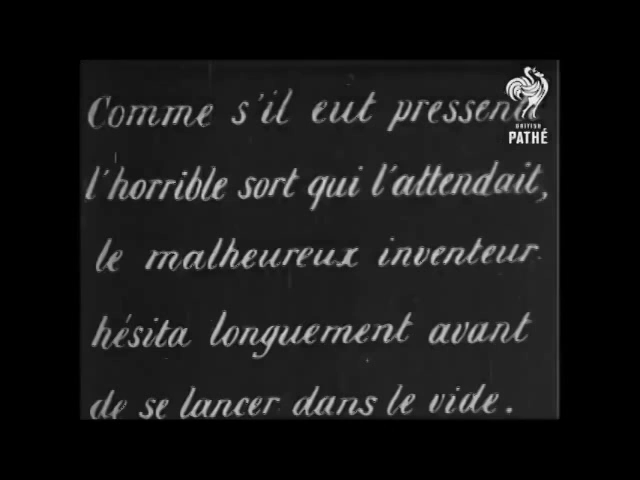 Comme s'il eut pressenti
l'horrible sort qui l'attendait,
le malheureux inventeur
hésita longuement avant
de se lancer dans le vide.
BRITISH
PATHÉ